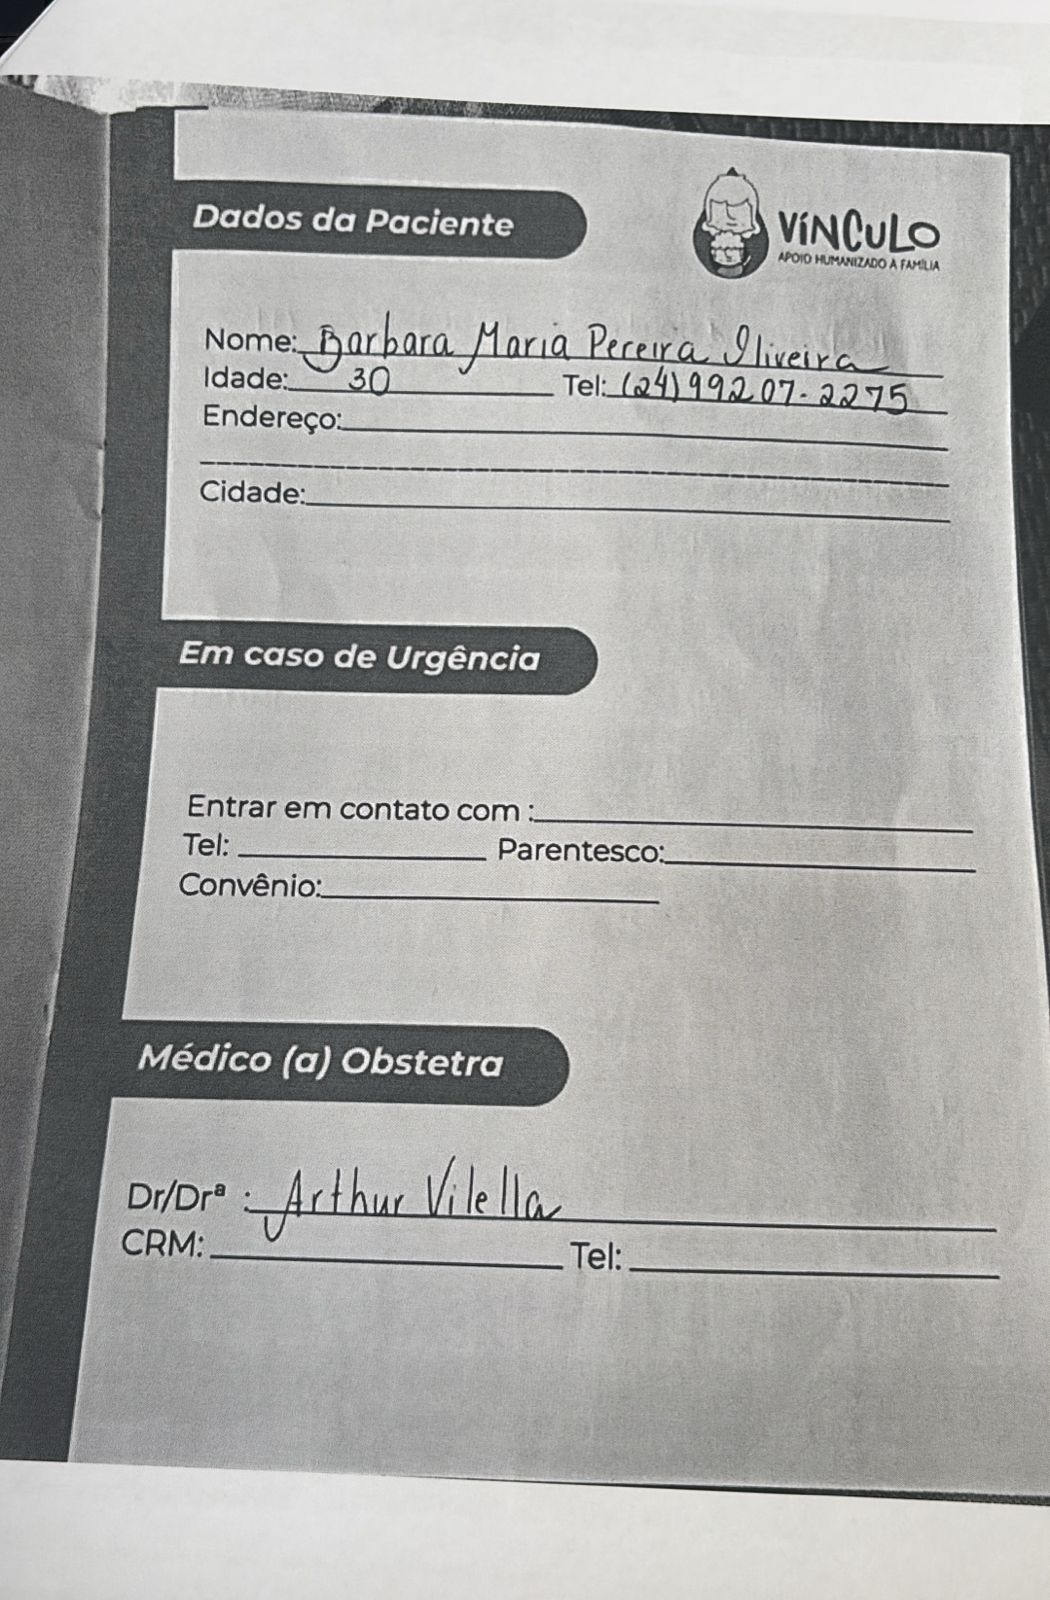 Dados da Paciente
VÍNCULO
APOIO HUMANIZADO A FAMÍLIA
Nome: Barbara Maria Pereira Oliveira
Idade: 30 Tel: (24) 99207-2275
Endereço:
Cidade:
Em caso de Urgência
Entrar em contato com :
Tel: Parentesco:
Convênio:
Médico (a) Obstetra
Dr/Drª : Arthur Vilella
CRM: Tel: